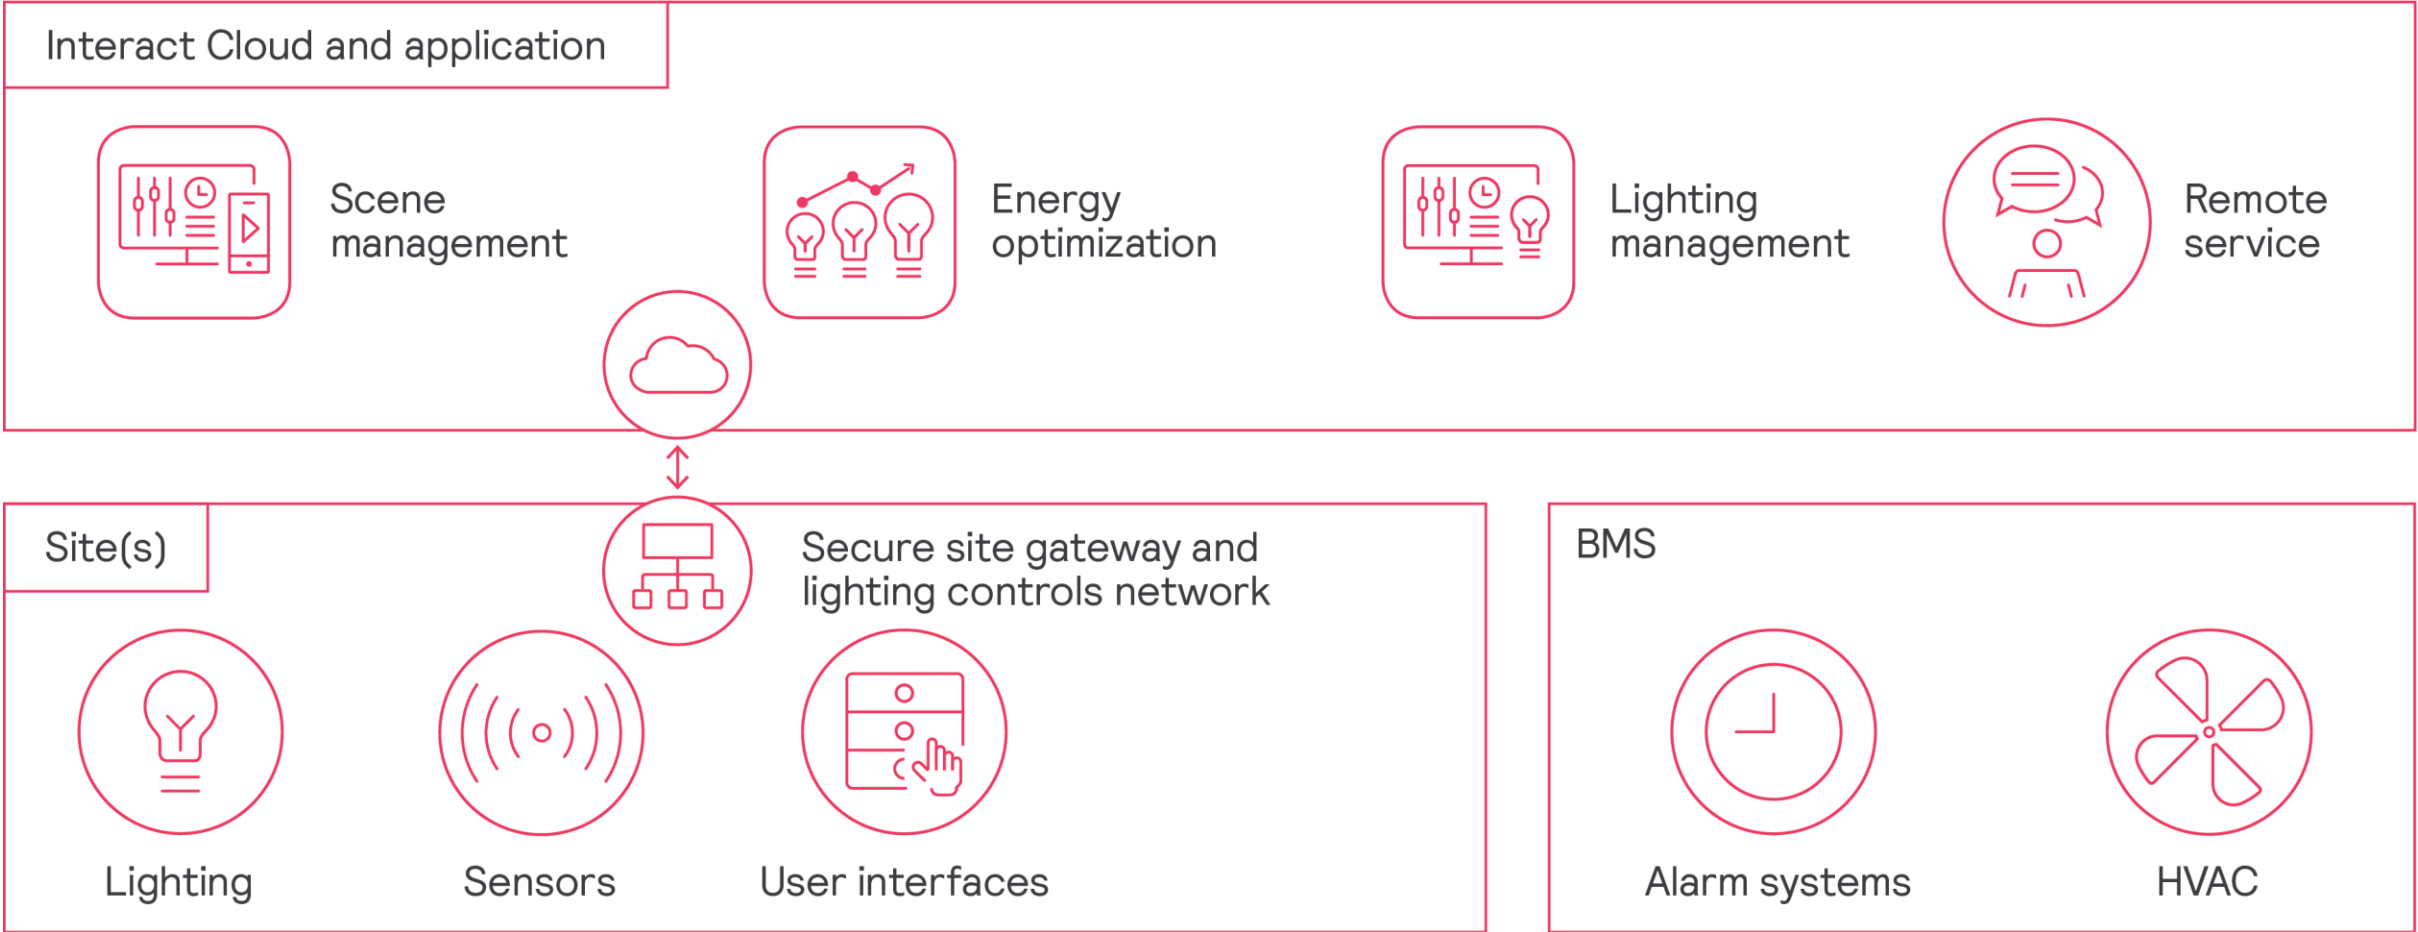 Interact Cloud and application
Scene
management
Energy
optimization
Lighting
management
Remote
service
Site(s)
Secure site gateway and
lighting controls network
Lighting
Sensors
User interfaces
BMS
Alarm systems
HVAC